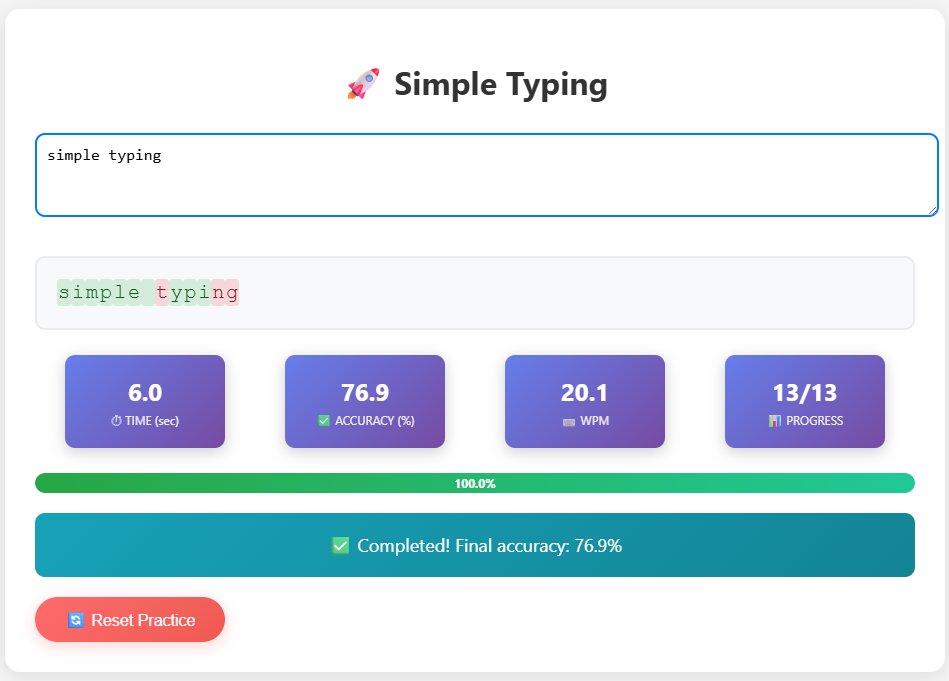 🚀 Simple Typing
simple typing
simple typing
6.0
⏱ TIME (sec)
76.9
✅ ACCURACY (%)
20.1
⌨ WPM
13/13
📊 PROGRESS
100.0%
✅ Completed! Final accuracy: 76.9%
🔄 Reset Practice